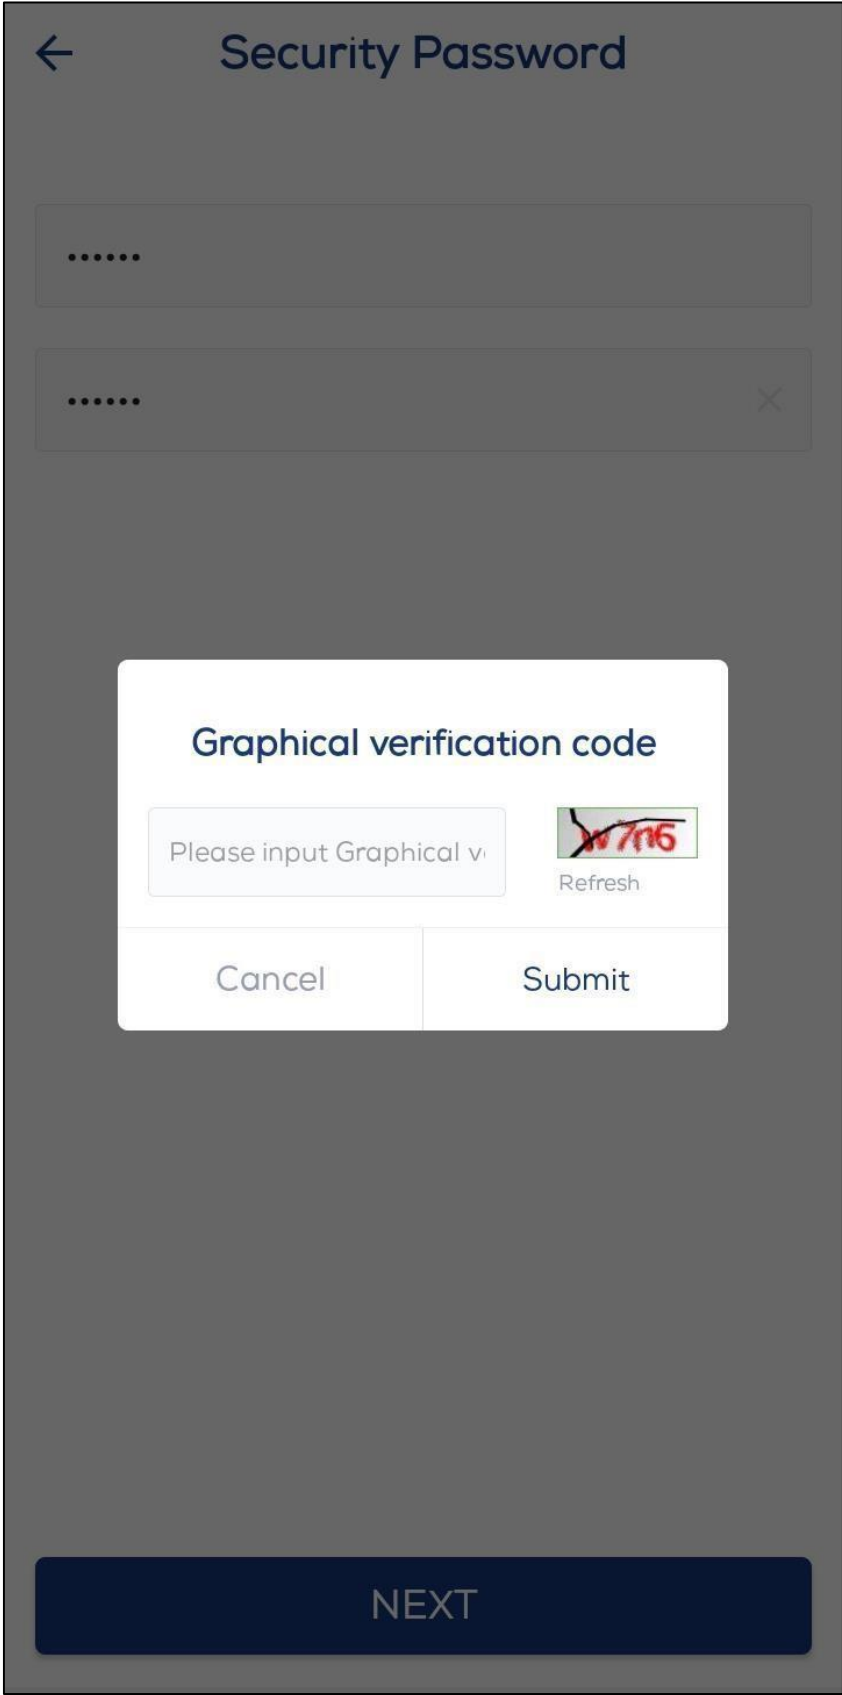 Security Password
••••••
••••••
Graphical verification code
Please input Graphical v
Refresh
Cancel
Submit
NEXT